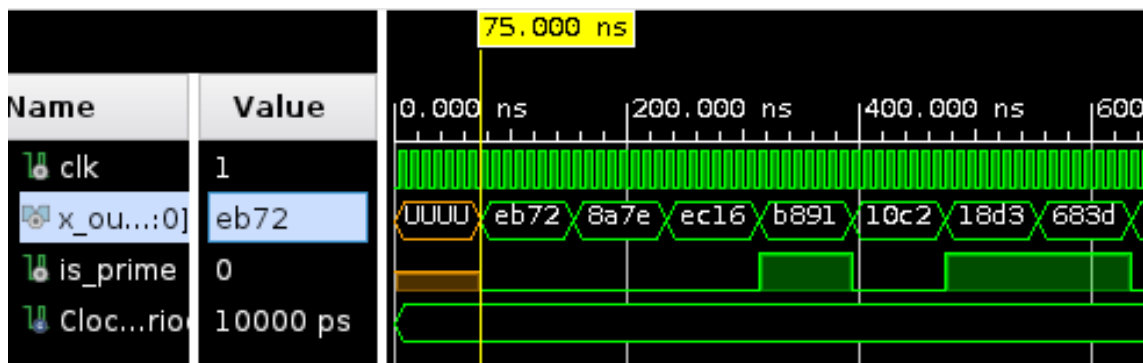 75.000 ns
Name Value 0.000 ns 200.000 ns 400.000 ns 600
clk 1
x_ou...:0] eb72 UUUU eb72 8a7e ec16 b891 10c2 18d3 683d
is_prime 0
Cloc...rio 10000 ps